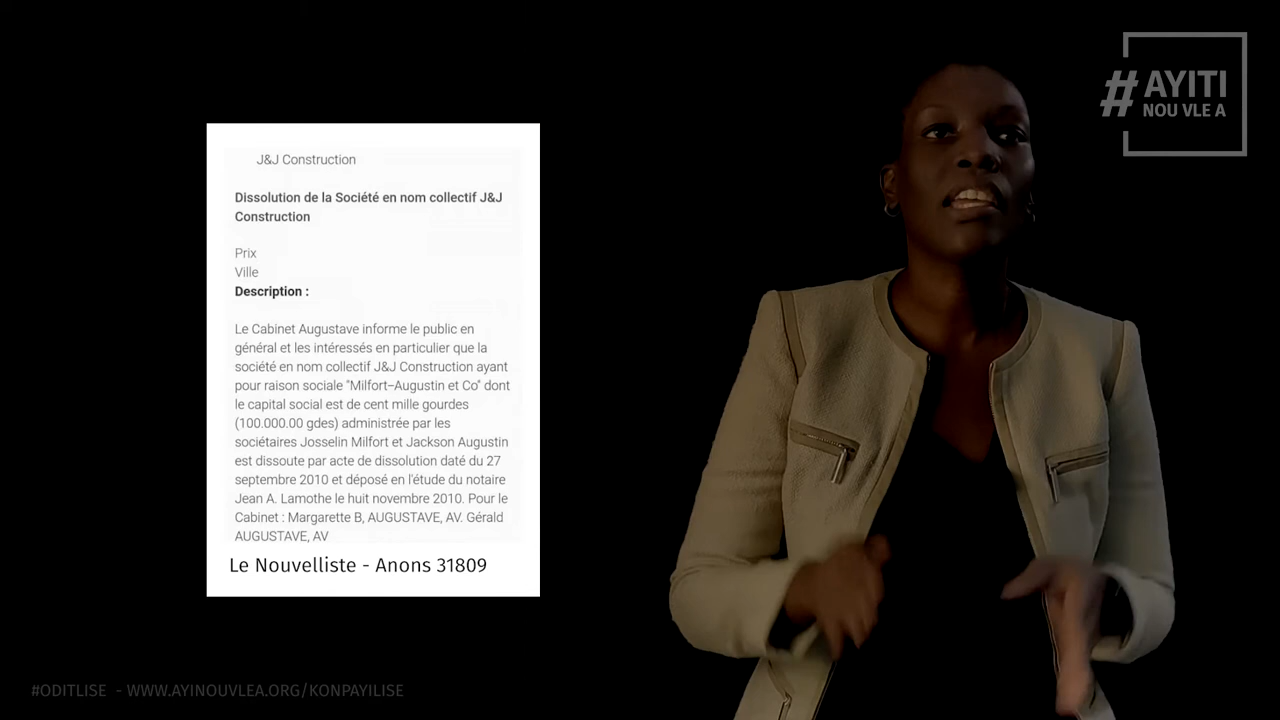 J&J Construction
Dissolution de la Société en nom collectif J&J
Construction
Prix
Ville
Description :
Le Cabinet Augustave informe le public en
général et les intéressés en particulier que la
société en nom collectif J&J Construction ayant
pour raison sociale "Milfort–Augustin et Co" dont
le capital social est de cent mille gourdes
(100.000.00 gdes) administrée par les
sociétaires Josselin Milfort et Jackson Augustin
est dissoute par acte de dissolution daté du 27
septembre 2010 et déposé en l'étude du notaire
Jean A. Lamothe le huit novembre 2010. Pour le
Cabinet : Margarette B, AUGUSTAVE, AV. Gérald
AUGUSTAVE, AV
Le Nouvelliste - Anons 31809
# AYITI
NOU VLE A
#ODITLISE - WWW.AYINOUVLEA.ORG/KONPAYILISE